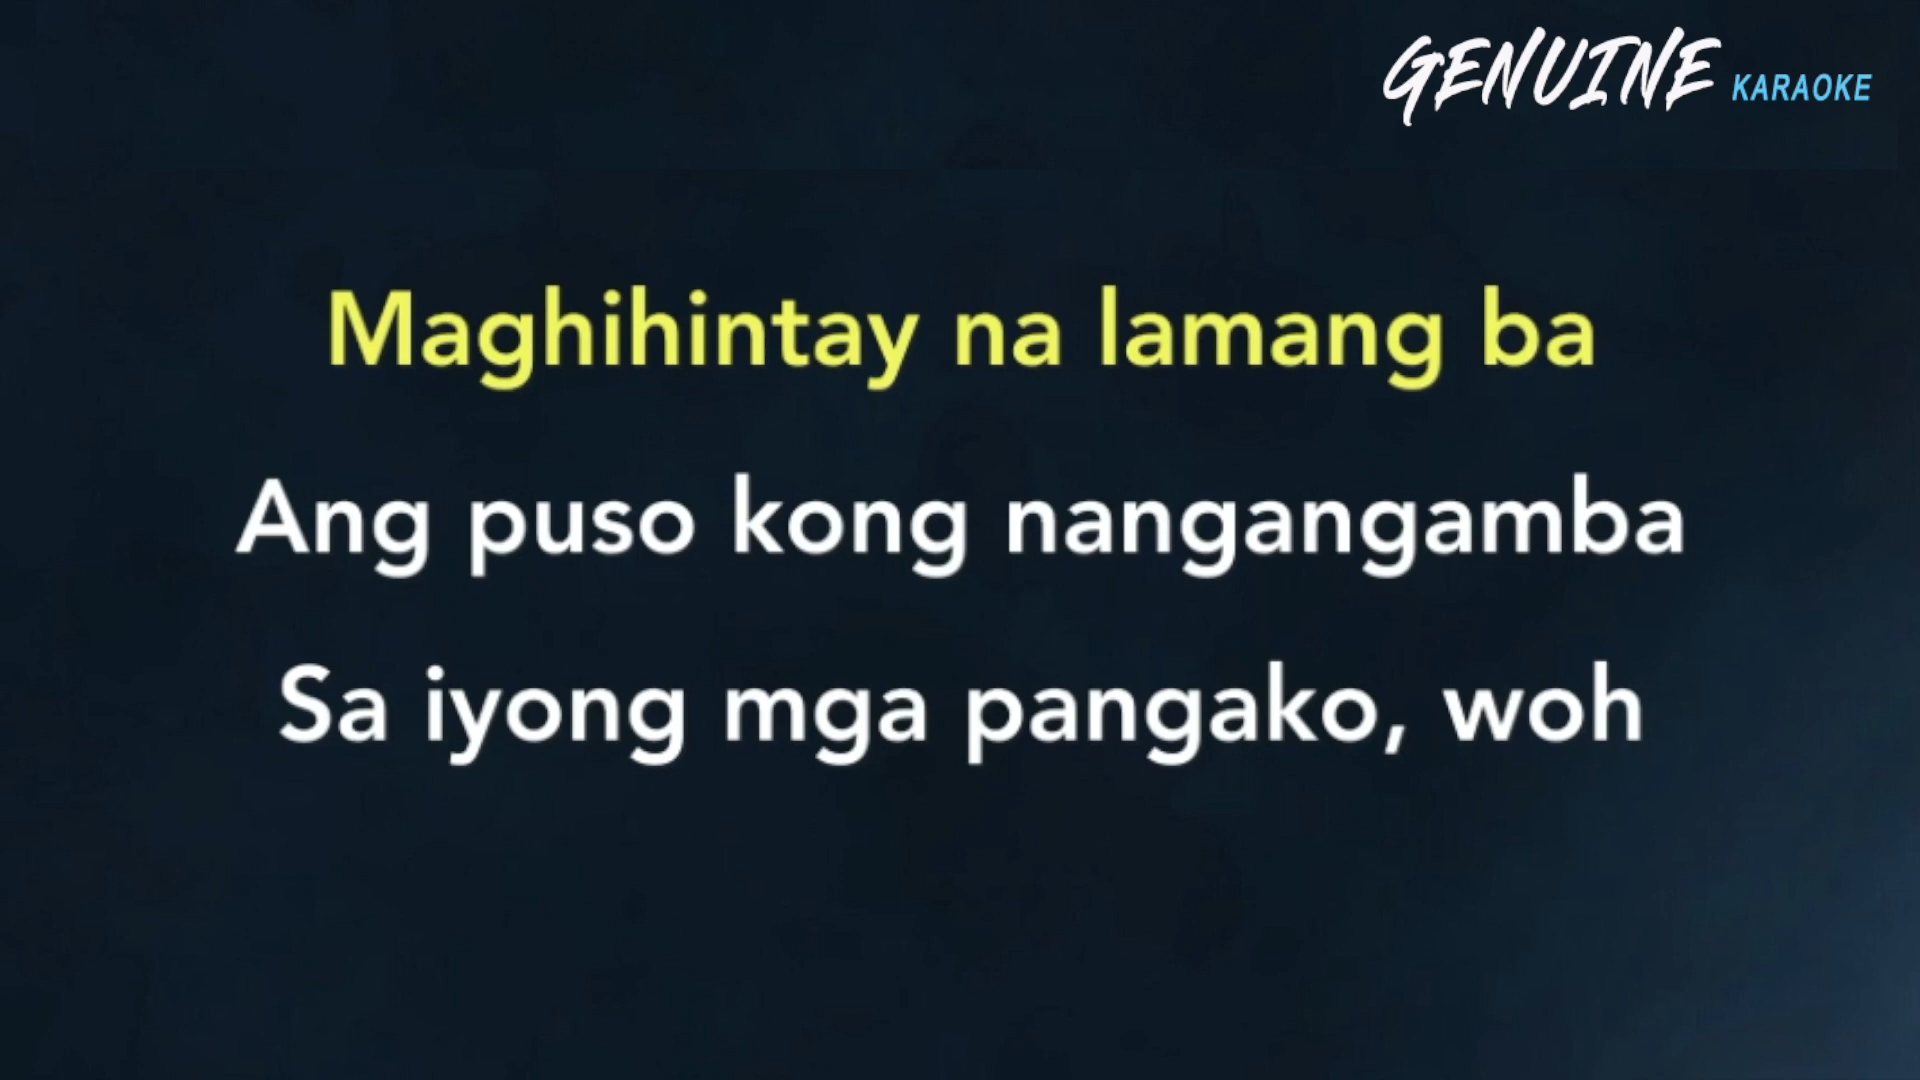 GENUINE KARAOKE
Maghihintay na lamang ba
Ang puso kong nangangamba
Sa iyong mga pangako, woh